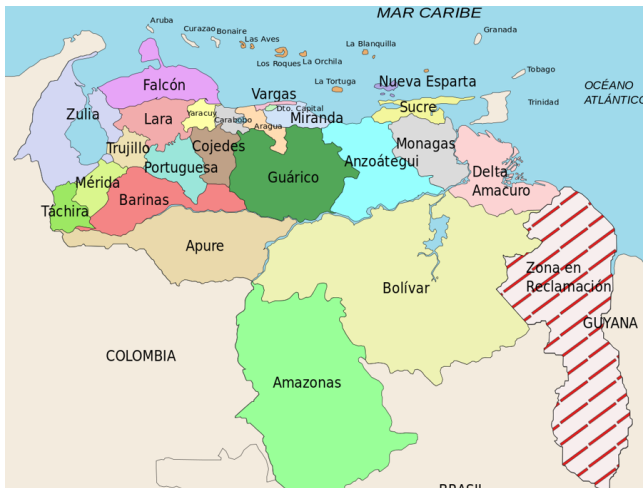 MAR CARIBE
Aruba
Curazao
Bonaire
Las Aves
Los Roques
La Orchila
La Blanquilla
Granada
La Tortuga
Nueva Esparta
Tobago
Trinidad
OCÉANO
ATLÁNTICO
Falcón
Vargas
Dto. Capital
Zulia
Lara
Yaracuy
Carabobo
Aragua
Miranda
Sucre
Trujillo
Cojedes
Portuguesa
Guárico
Anzoátegui
Monagas
Delta
Amacuro
Mérida
Táchira
Barinas
Apure
Bolívar
Zona en
Reclamación
GUYANA
COLOMBIA
Amazonas
BRASIL